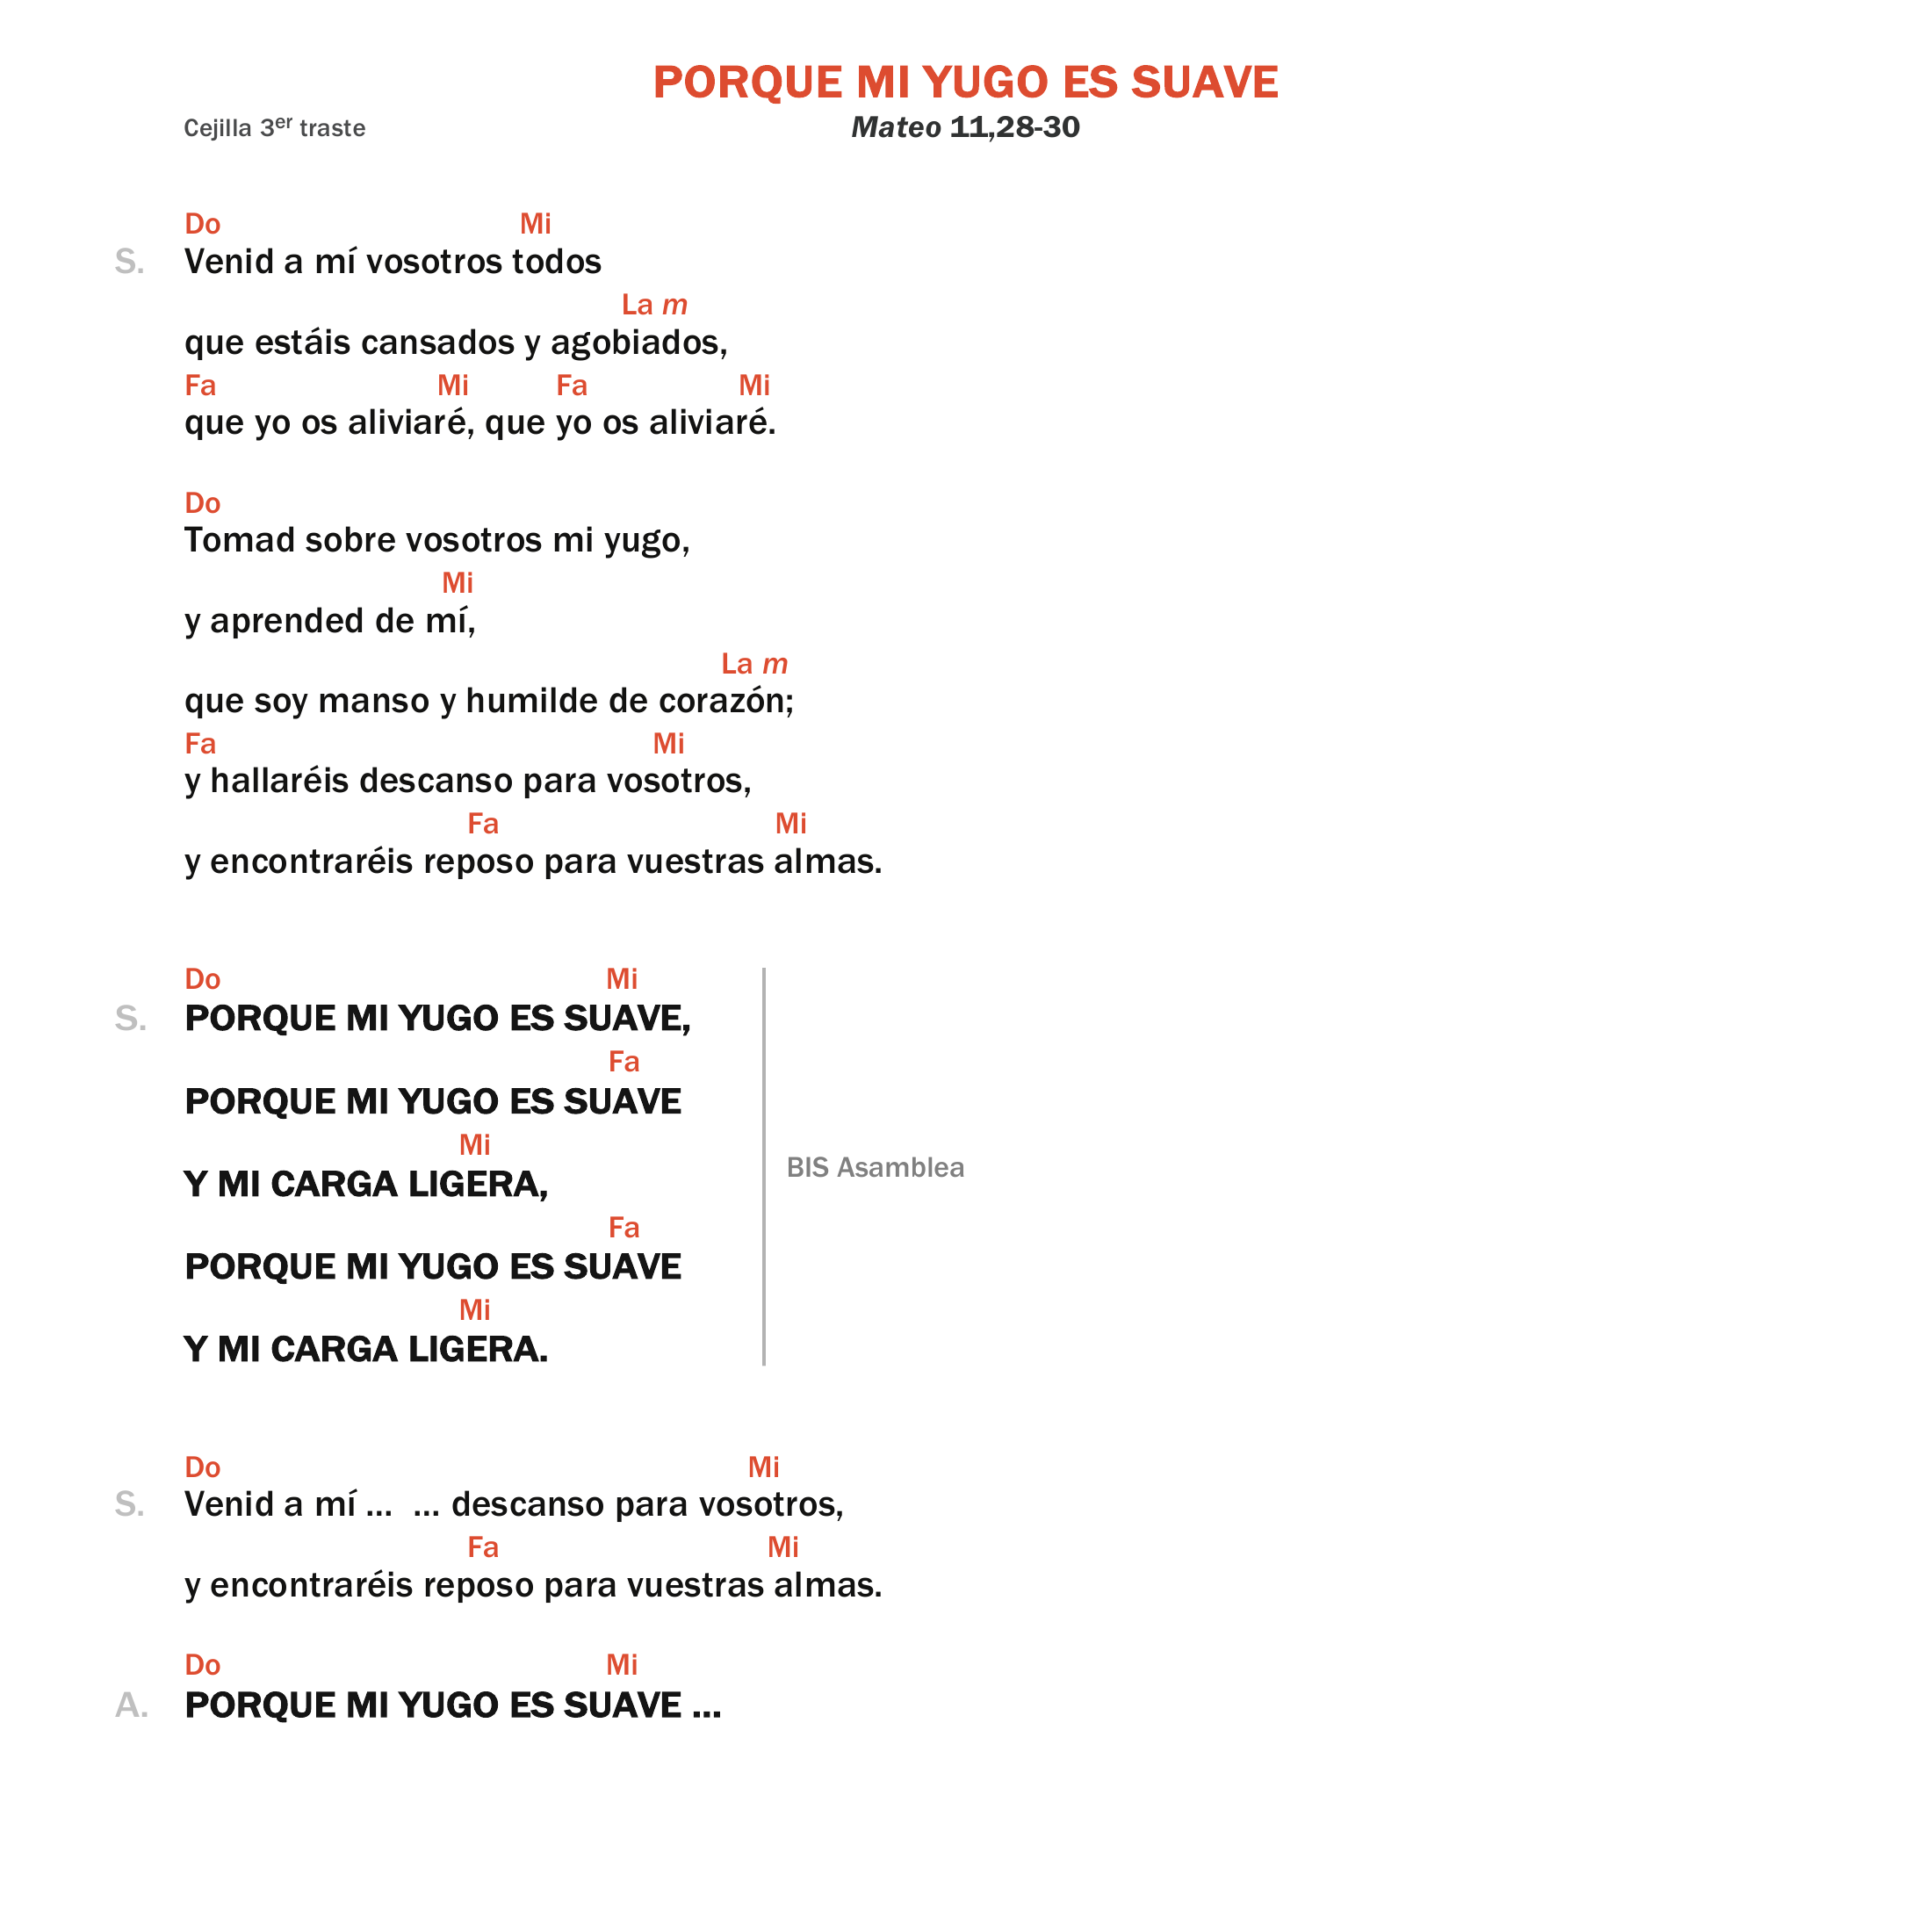 PORQUE MI YUGO ES SUAVE
Cejilla 3er traste
Mateo 11,28-30
Do Mi
S. Venid a mí vosotros todos
La m
que estáis cansados y agobiados,
Fa Mi Fa Mi
que yo os aliviaré, que yo os aliviaré.
Do
Tomad sobre vosotros mi yugo,
Mi
y aprended de mí,
La m
que soy manso y humilde de corazón;
Fa Mi
y hallaréis descanso para vosotros,
Fa Mi
y encontraréis reposo para vuestras almas.
Do Mi
S. PORQUE MI YUGO ES SUAVE,
Fa
PORQUE MI YUGO ES SUAVE
Mi
Y MI CARGA LIGERA,
BIS Asamblea
Fa
PORQUE MI YUGO ES SUAVE
Mi
Y MI CARGA LIGERA.
Do Mi
S. Venid a mí ... ... descanso para vosotros,
Fa Mi
y encontraréis reposo para vuestras almas.
Do Mi
A. PORQUE MI YUGO ES SUAVE ...